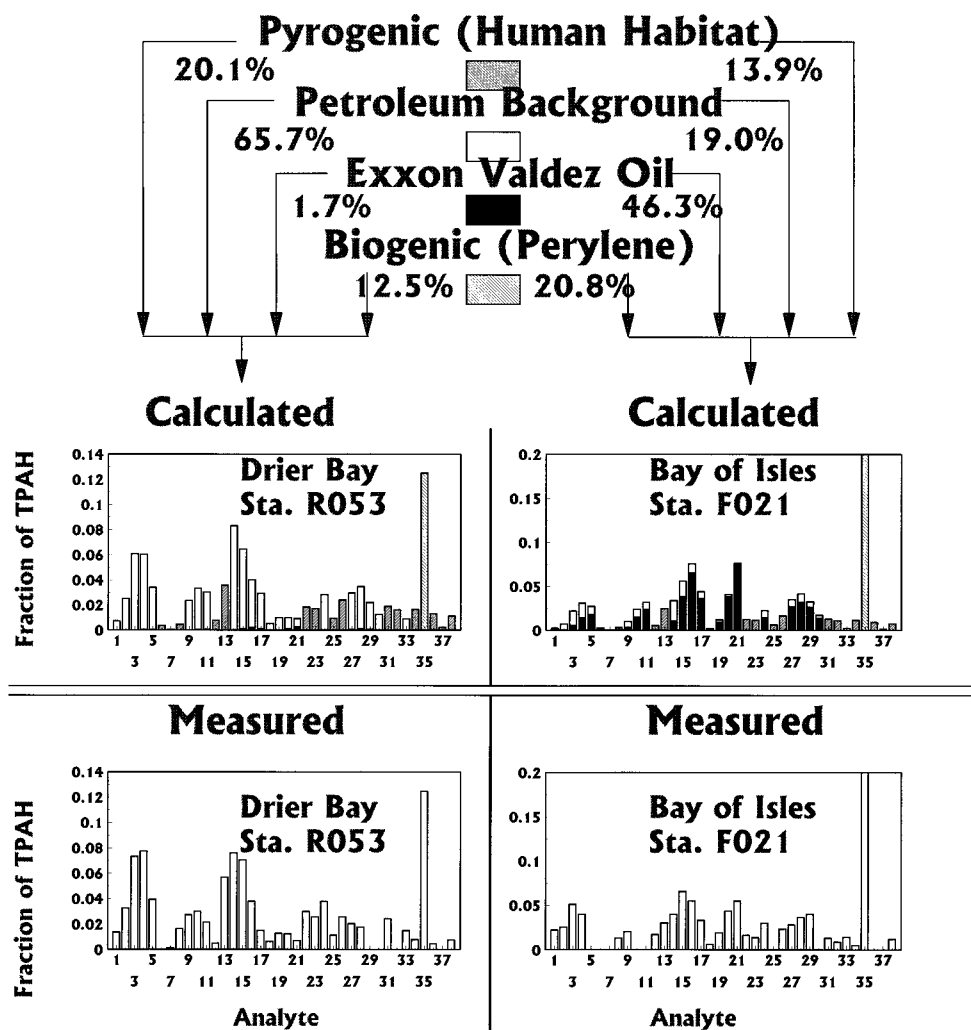 Pyrogenic (Human Habitat)
20.1% 13.9%
Petroleum Background
65.7% 19.0%
Exxon Valdez Oil
1.7% 46.3%
Biogenic (Perylene)
12.5% 20.8%
Calculated Calculated
Fraction of TPAH
0.14
0.12
0.1
0.08
0.06
0.04
0.02
0
Drier Bay
Sta. R053
1 5 7 9 11 13 15 17 19 21 23 25 27 29 31 33 35 37
0.2
0.15
0.1
0.05
0
Bay of Isles
Sta. F021
1 3 5 7 9 11 13 15 17 19 21 23 25 27 29 31 33 35 37
Measured Measured
Fraction of TPAH
0.14
0.12
0.1
0.08
0.06
0.04
0.02
0
Drier Bay
Sta. R053
1 3 5 7 9 11 13 15 17 19 21 23 25 27 29 31 33 35 37
Analyte
0.2
0.15
0.1
0.05
0
Bay of Isles
Sta. F021
1 3 5 7 9 11 13 15 17 19 21 23 25 27 29 31 33 35 37
Analyte